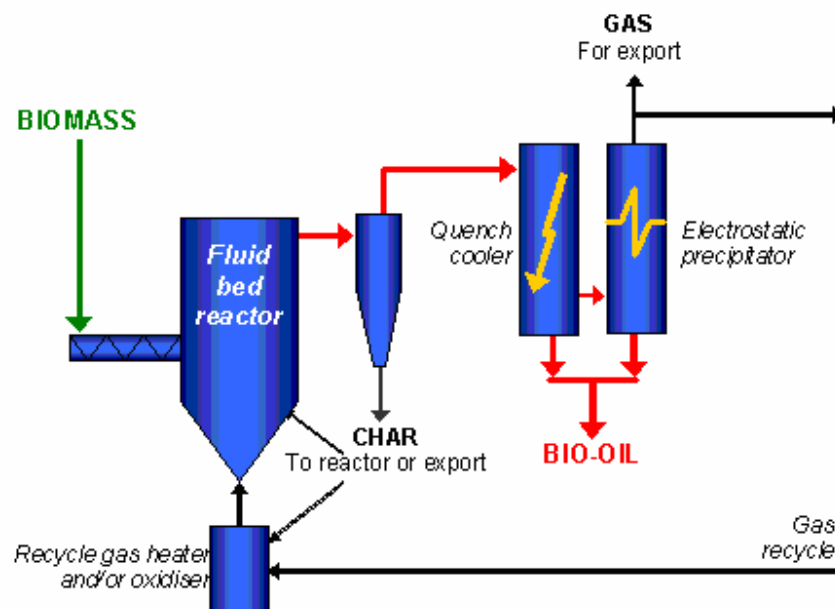 GAS
For export
BIOMASS
Quench
cooler
Electrostatic
precipitator
Fluid
bed
reactor
CHAR
To reactor or export
BIO-OIL
Recycle gas heater
and/or oxidiser
Gas
recycle